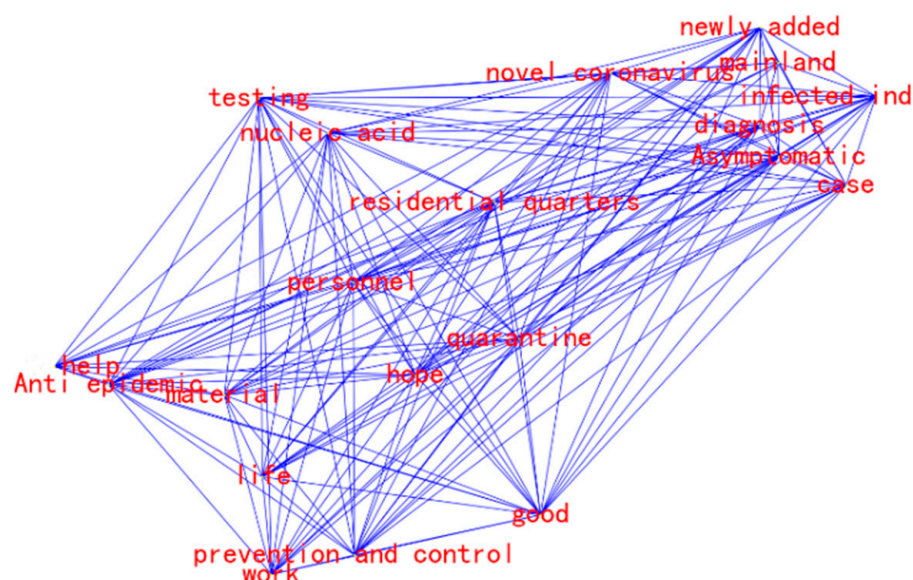 newly added
mainland
novel coronavirus
testing
infected ind
nucleic acid
diagnosis
Asymptomatic
case
residential quarters
personnel
quarantine
help
hope
Anti epidemic
material
life
good
prevention and control
work